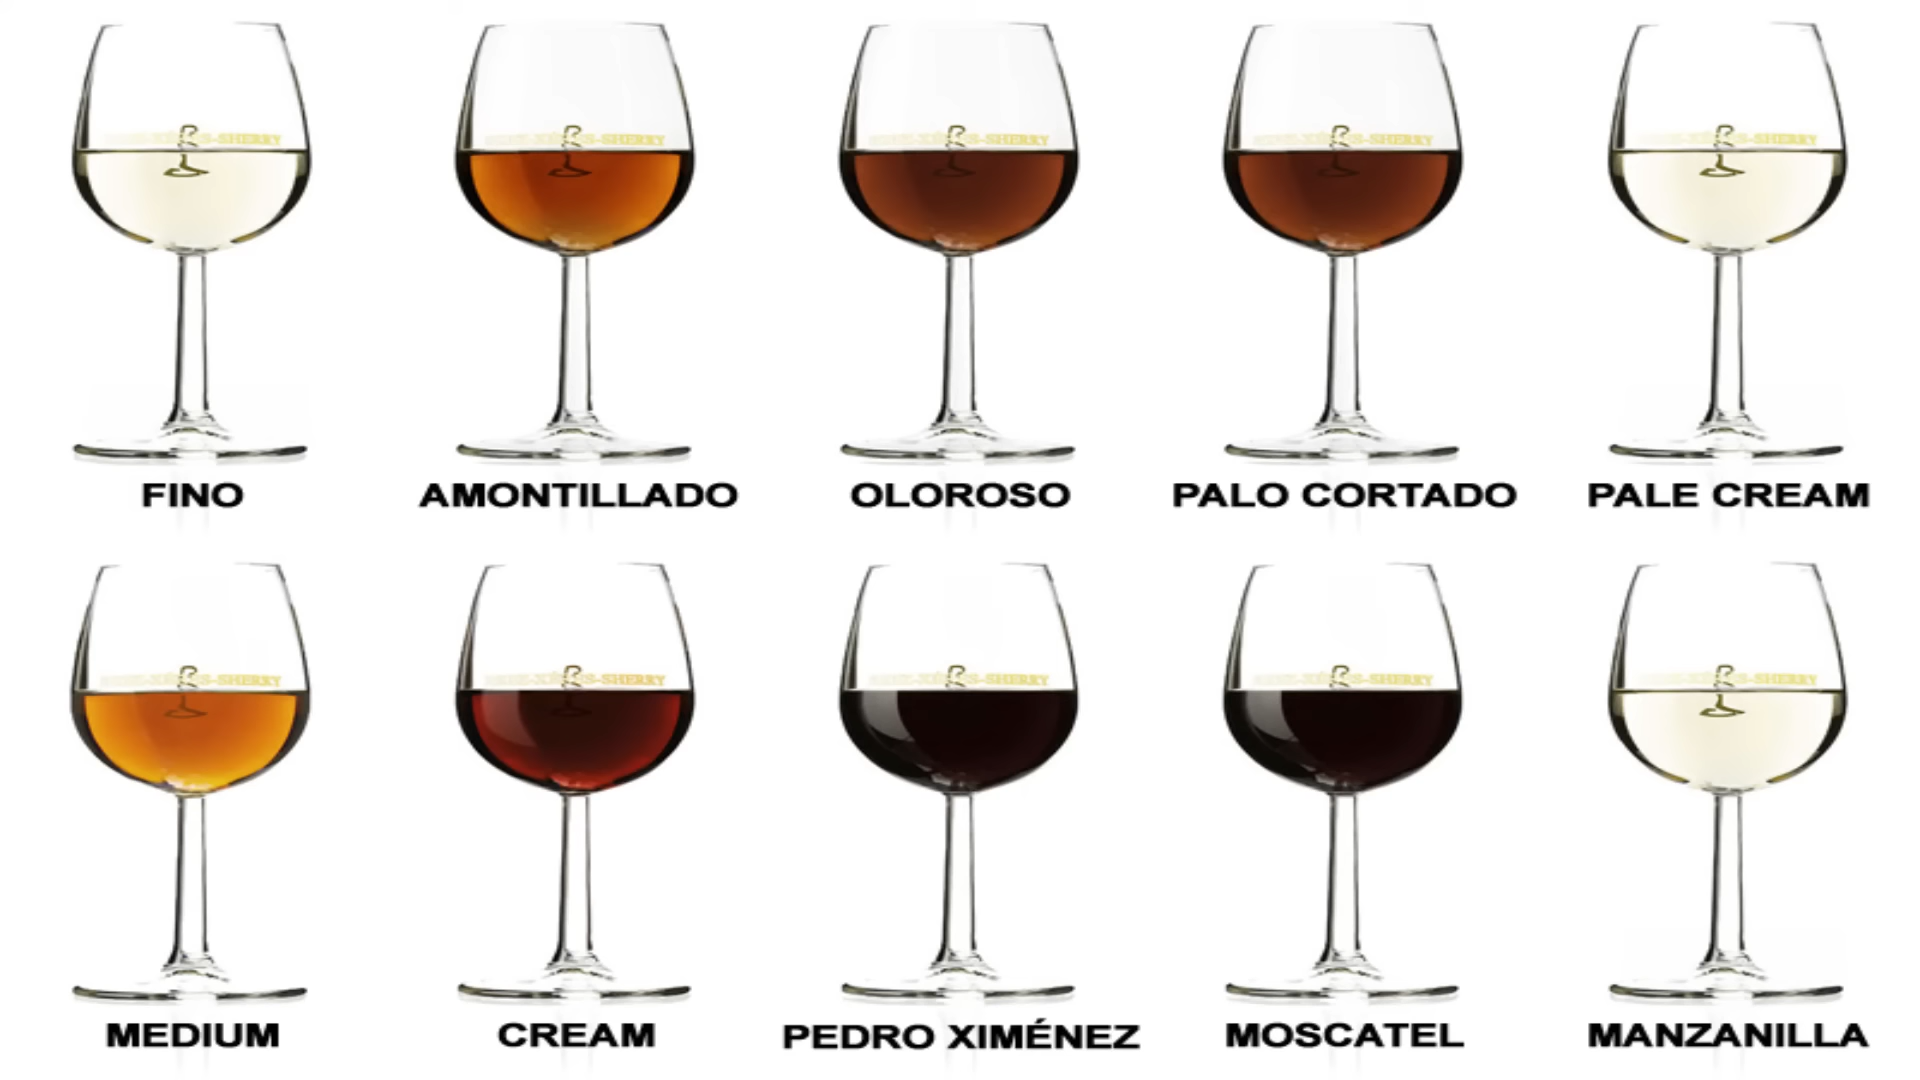 FINO
AMONTILLADO
OLOROSO
PALO CORTADO
PALE CREAM
MEDIUM
CREAM
PEDRO XIMÉNEZ
MOSCATEL
MANZANILLA